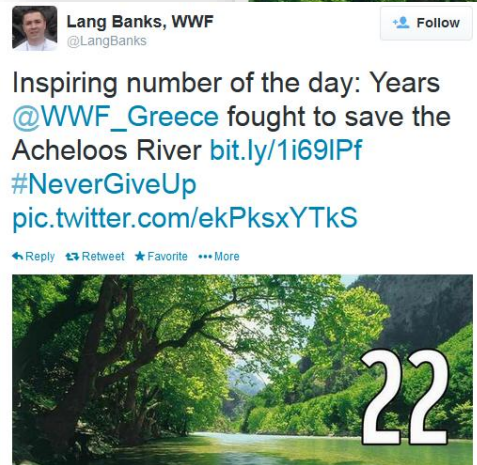 Lang Banks, WWF
@LangBanks
Follow
Inspiring number of the day: Years
@WWF_Greece fought to save the
Acheloos River bit.ly/1i69lPf
#NeverGiveUp
pic.twitter.com/ekPksxYTkS
Reply Retweet Favorite More
22